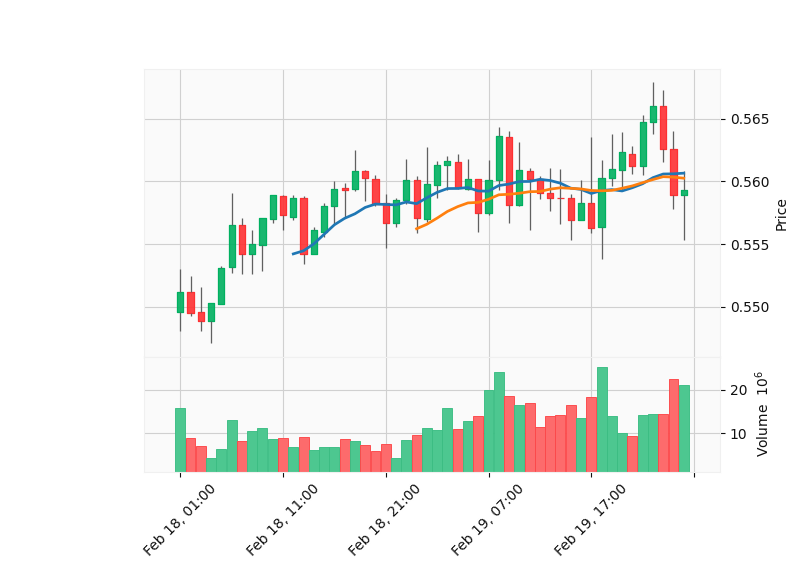 0.565
0.560
0.555
0.550
Price
20
10
Volume 10^6
Feb 18, 01:00
Feb 18, 11:00
Feb 18, 21:00
Feb 19, 07:00
Feb 19, 17:00